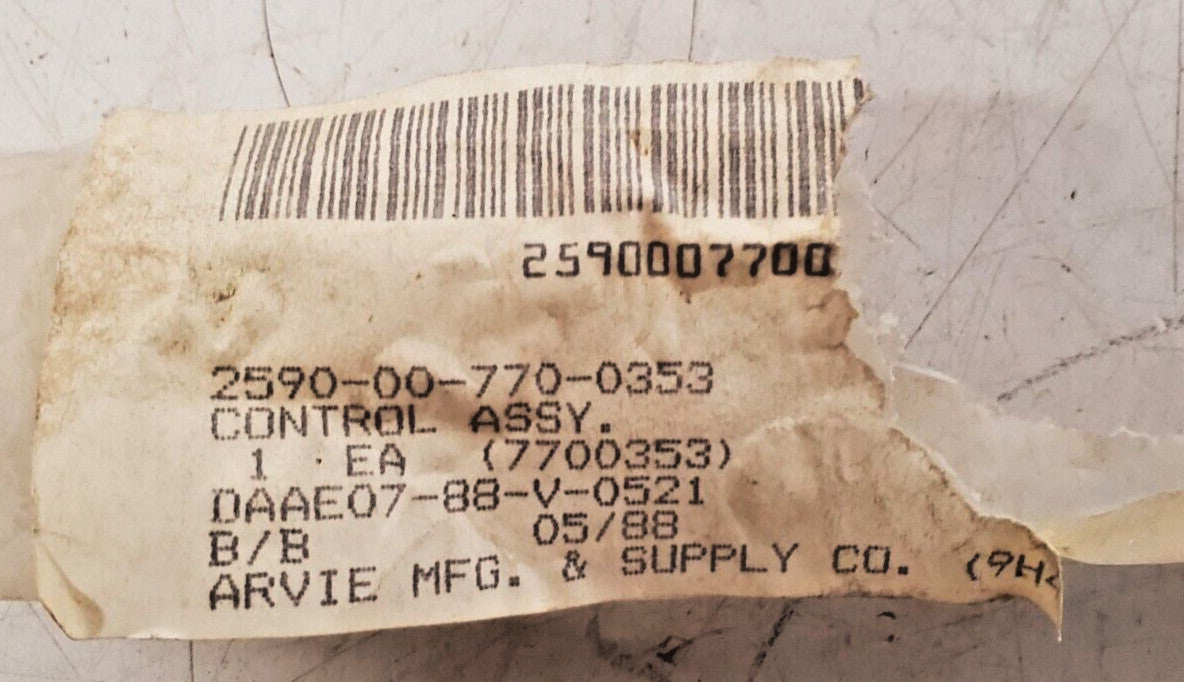 2590007700
2590-00-770-0353
CONTROL ASSY.
1 EA (7700353)
DAAE07-88-V-0521
B/B 05/88
ARVIE MFG. & SUPPLY CO. (9H